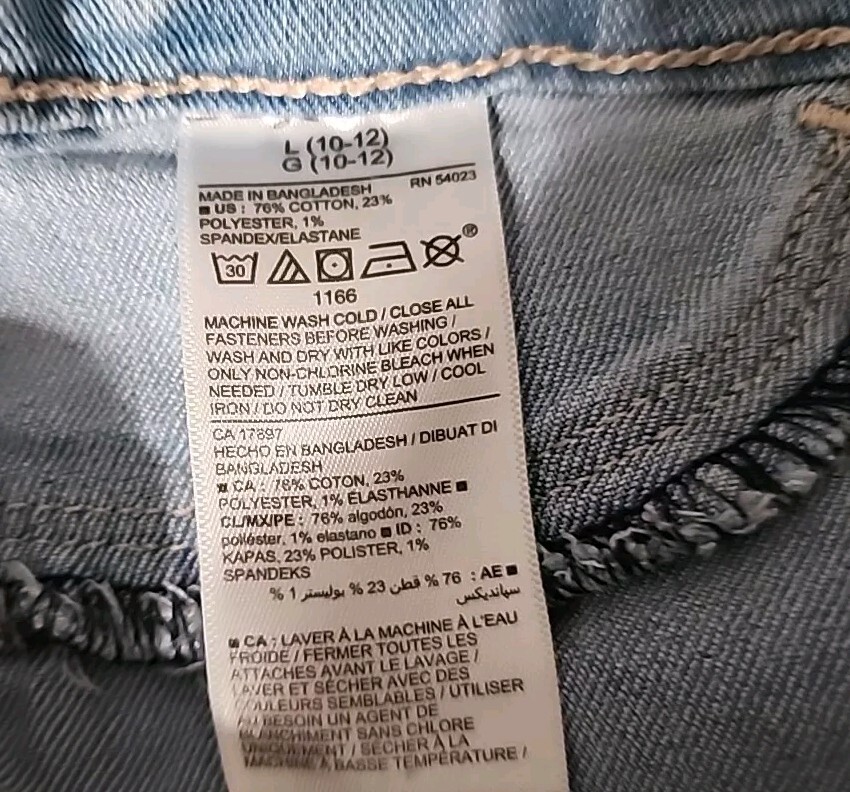 L (10-12)
G (10-12)
RN 54023
MADE IN BANGLADESH
■ US : 76% COTTON, 23%
POLYESTER, 1%
SPANDEX/ELASTANE
30
®
1166
MACHINE WASH COLD / CLOSE ALL
FASTENERS BEFORE WASHING /
WASH AND DRY WITH LIKE COLORS /
ONLY NON-CHLORINE BLEACH WHEN
NEEDED / TUMBLE DRY LOW / COOL
IRON / DO NOT DRY CLEAN
CA 17897
HECHO EN BANGLADESH / DIBUAT DI
BANGLADESH
■ CA : 76% COTON, 23%
POLYESTER, 1% ÉLASTHANNE ■
CL/MX/PE : 76% algodón, 23%
poliéster, 1% elastano ■ ID : 76%
KAPAS, 23% POLISTER, 1%
SPANDEKS
■ AE : 76 % قطن 23 % بوليستر 1 %
سبانديكس
■ CA : LAVER À LA MACHINE À L'EAU
FROIDE / FERMER TOUTES LES
ATTACHES AVANT LE LAVAGE /
LAVER ET SÉCHER AVEC DES
COULEURS SEMBLABLES / UTILISER
AU BESOIN UN AGENT DE
BLANCHIMENT SANS CHLORE
UNIQUEMENT / SÉCHER À LA
MACHINE À BASSE TEMPÉRATURE /